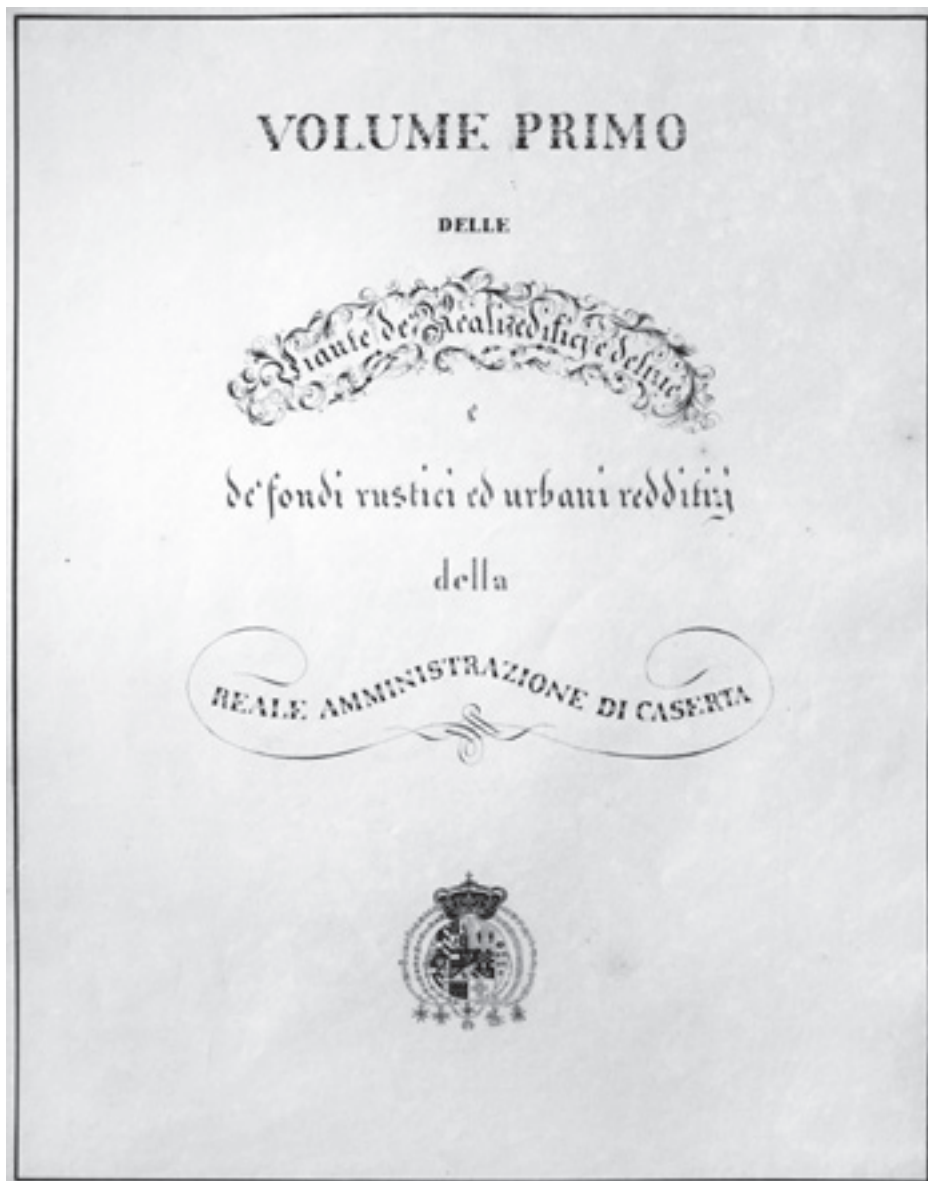 VOLUME PRIMO
DELLE
Piante de' Reali edificj e delizie
e
de' fondi rustici ed urbani redditizj
della
REALE AMMINISTRAZIONE DI CASERTA